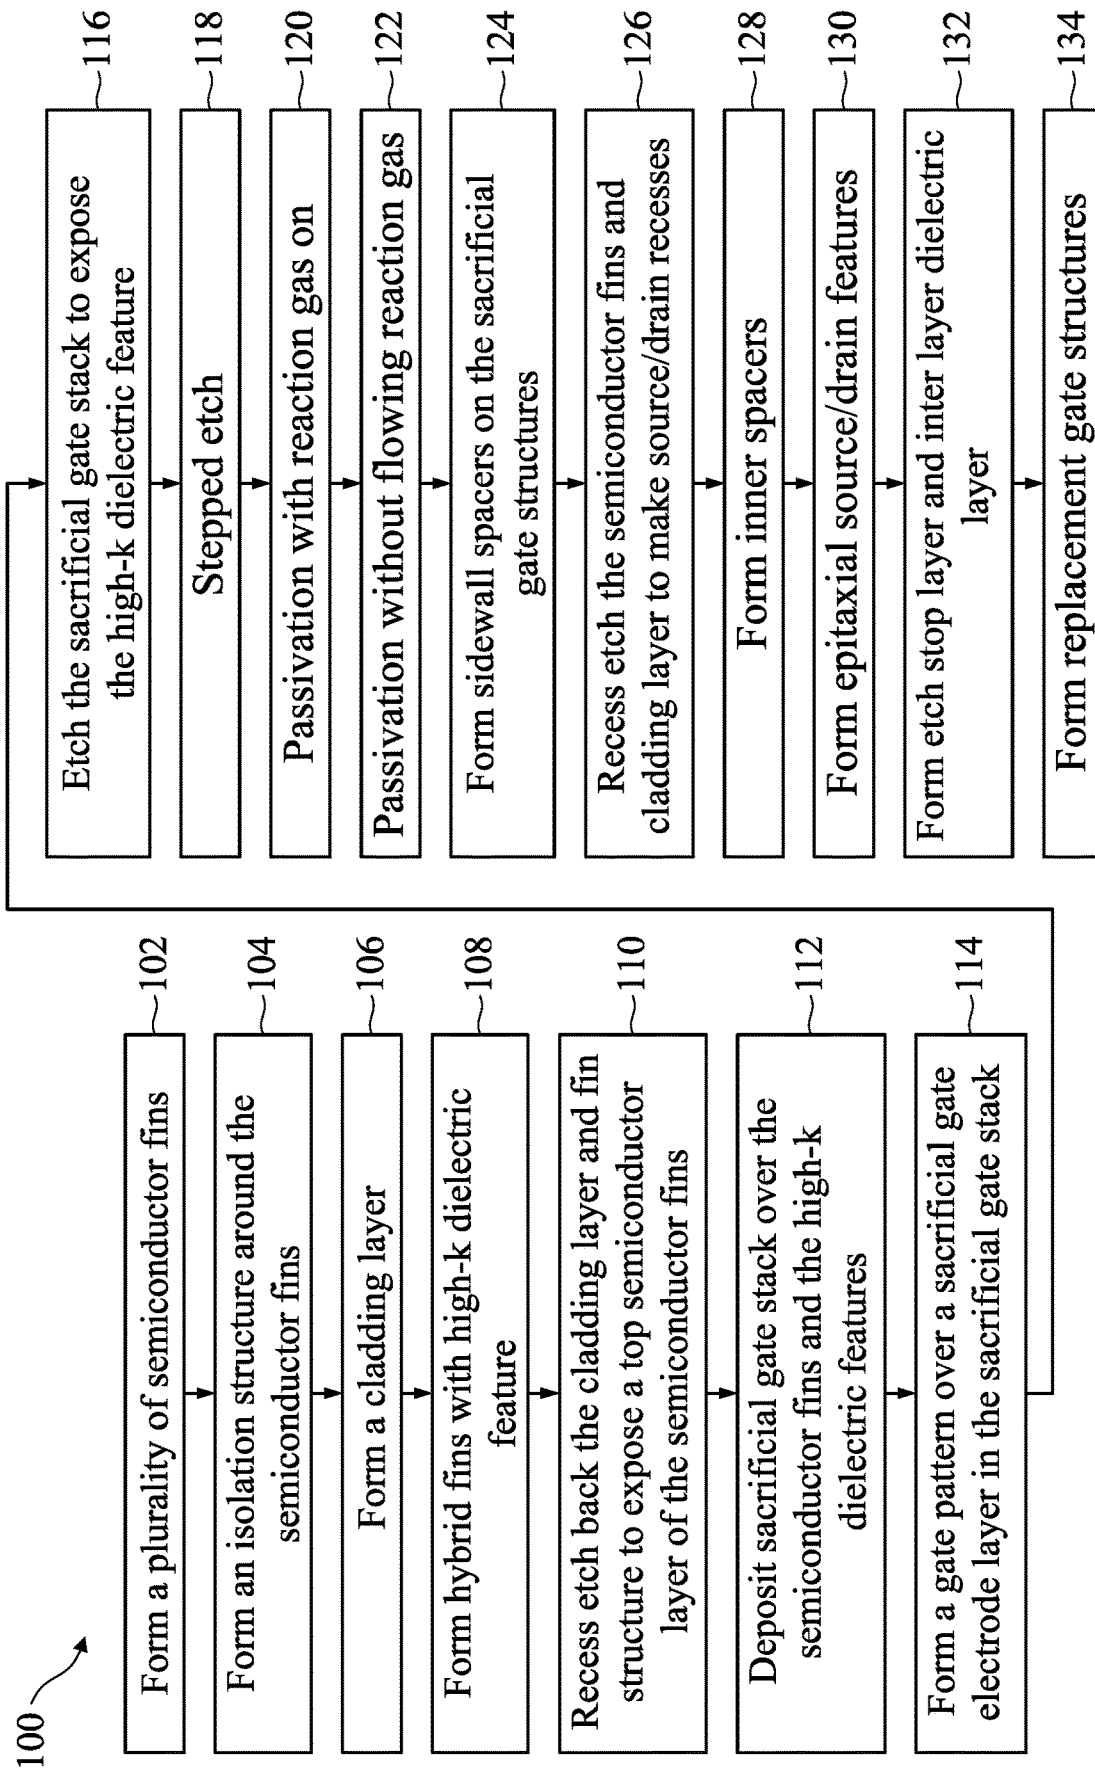 100
Form a plurality of semiconductor fins
102
Form an isolation structure around the
semiconductor fins
104
Form a cladding layer
106
Form hybrid fins with high-k dielectric
feature
108
Recess etch back the cladding layer and fin
structure to expose a top semiconductor
layer of the semiconductor fins
110
Deposit sacrificial gate stack over the
semiconductor fins and the high-k
dielectric features
112
Form a gate pattern over a sacrificial gate
electrode layer in the sacrificial gate stack
114
Etch the sacrificial gate stack to expose
the high-k dielectric feature
116
Stepped etch
118
Passivation with reaction gas on
120
Passivation without flowing reaction gas
122
Form sidewall spacers on the sacrificial
gate structures
124
Recess etch the semiconductor fins and
cladding layer to make source/drain recesses
126
Form inner spacers
128
Form epitaxial source/drain features
130
Form etch stop layer and inter layer dielectric
layer
132
Form replacement gate structures
134